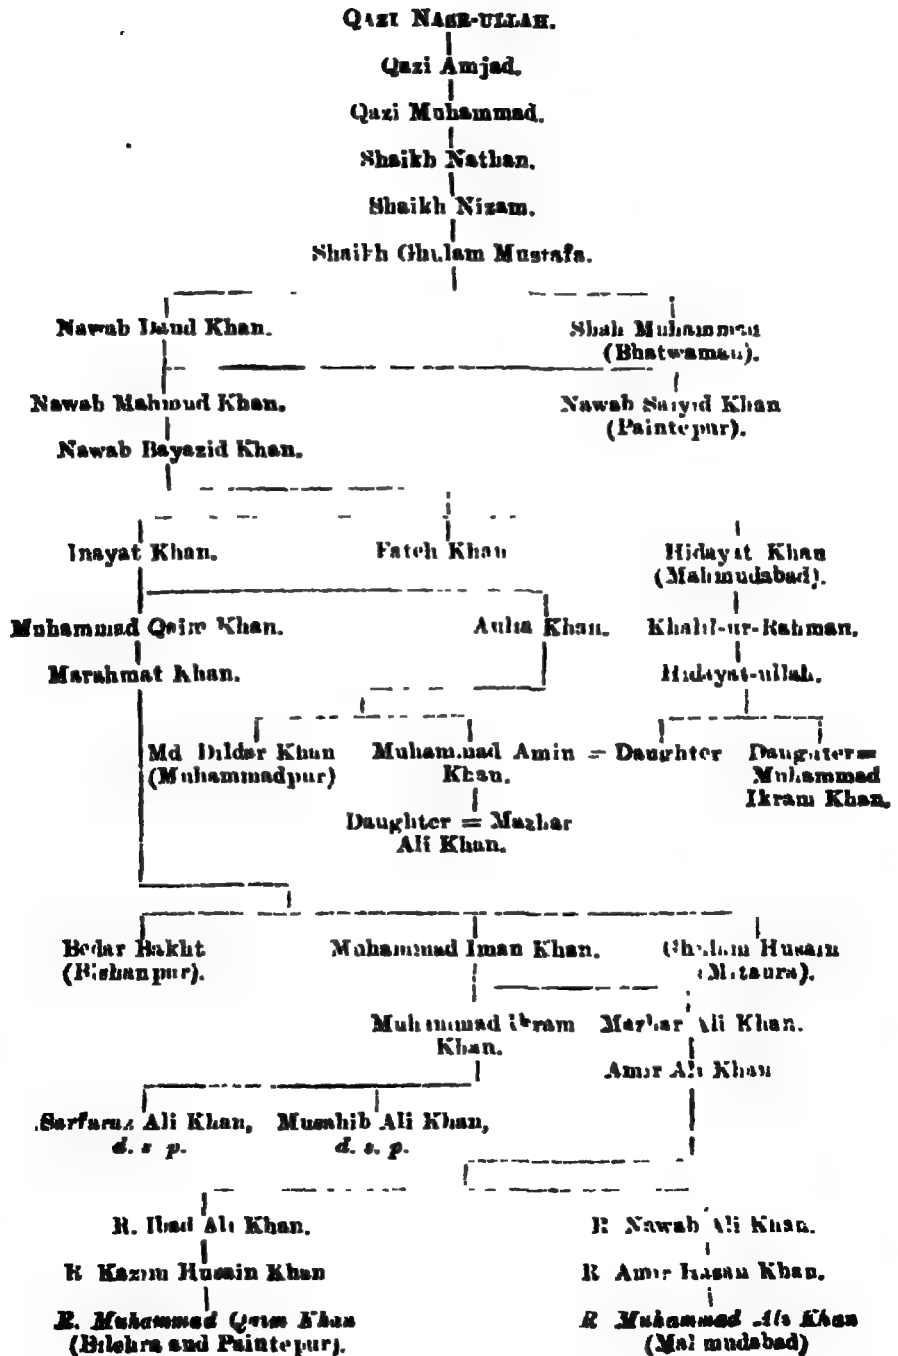 QAZI NASR-ULLAH.
Qazi Amjad.
Qazi Muhammad.
Shaikh Nathan.
Shaikh Nizam.
Shaikh Ghulam Mustafa.
Nawab Daud Khan.
Shah Muhammad
(Bhatwamau).
Nawab Mahmud Khan.
Nawab Saiyid Khan
(Paintepur).
Nawab Bayazid Khan.
Inayat Khan.
Fateh Khan
Hidayat Khan
(Mahmudabad).
Muhammad Qaim Khan.
Khan.
Khalil-ur-Rahman.
Marahmat Khan.
Hidayat-ullah.
Md Dildar Khan
(Muhammadpur)
Muhammad Amin = Daughter
Khan.
Daughter=
Muhammad
Ikram Khan.
Daughter = Mazhar
Ali Khan.
Bedar Bakht
(Bishanpur).
Mohammad Iman Khan.
Ghulam Husain
(Mitaura).
Muhammad Ikram
Khan.
Mazhar Ali Khan.
Amir Ali Khan
Sarfaraz Ali Khan,
d. s p.
Musahib Ali Khan,
d. s. p.
R. Ibad Ali Khan.
R Nawab Ali Khan.
R Kazim Husain Khan
R Amir Hasan Khan.
R. Muhammad Qaim Khan
(Bilehra and Paintepur).
R Muhammad Ali Khan
(Mahmudabad)